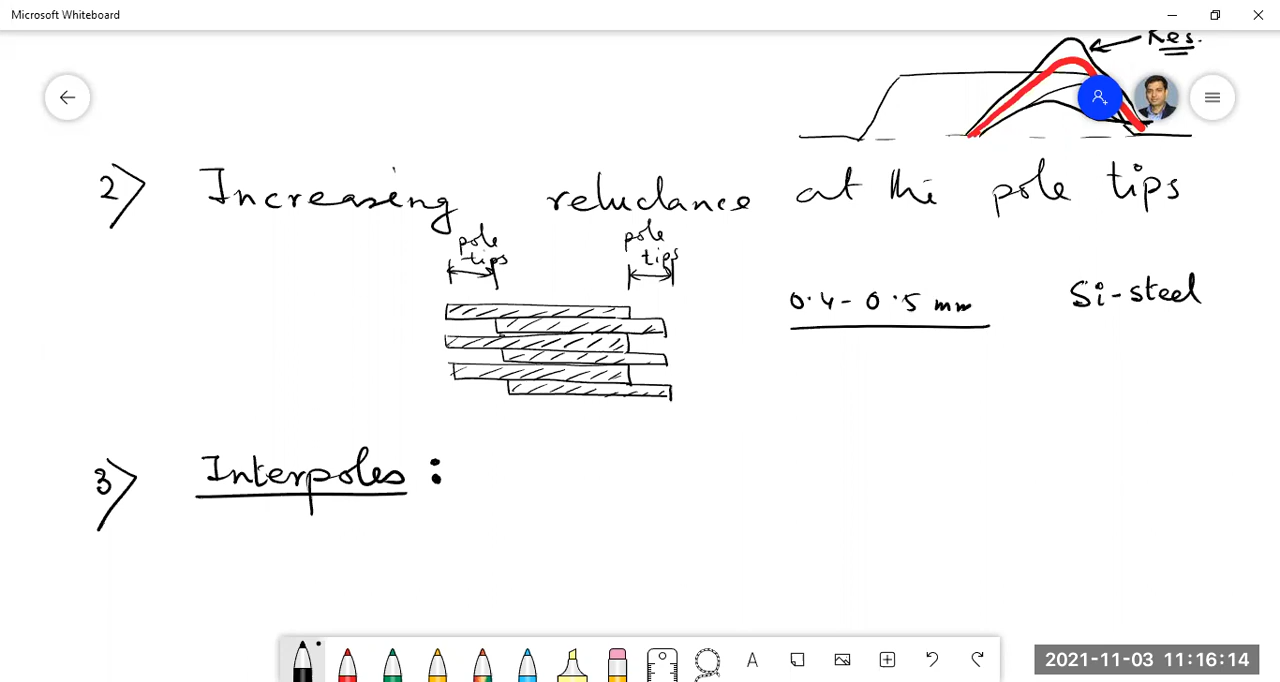 Microsoft Whiteboard
Res.
2) Increasing reluctance at the pole tips
pole tips
pole tips
0.4 - 0.5 mm
Si-steel
3) Interpoles :
A
2021-11-03 11:16:14